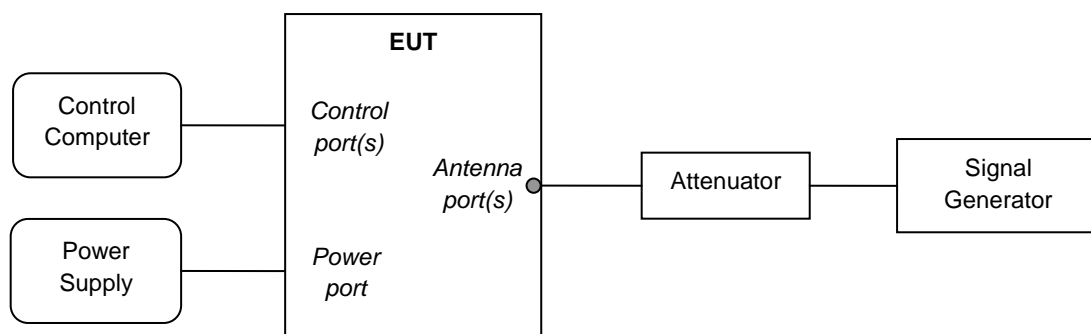 EUT
Control
Computer
Control
port(s)
Antenna
port(s)
Attenuator
Signal
Generator
Power
Supply
Power
port